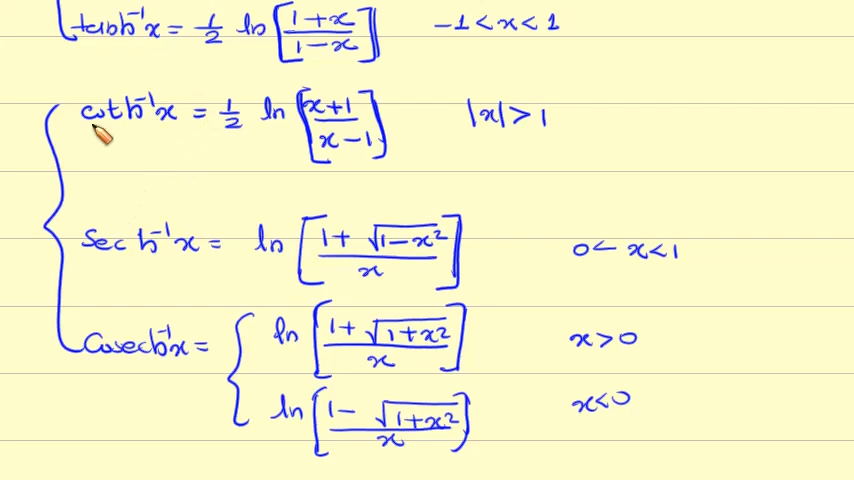 tanh⁻¹x = 1/2 ln [(1+x)/(1−x)]   −1 < x < 1
coth⁻¹x = 1/2 ln [(x+1)/(x−1)]   |x| > 1
Sech⁻¹x = ln [(1+√(1−x²))/x]   0 < x < 1
Cosech⁻¹x = { ln [(1+√(1+x²))/x]   x > 0
ln [(1−√(1+x²))/x]   x < 0